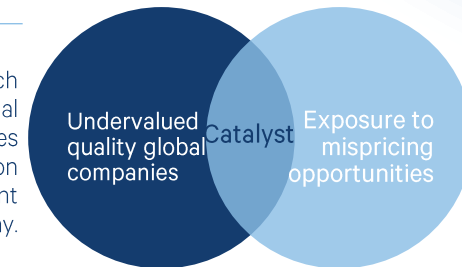 Undervalued
quality global
companies
Catalyst
Exposure to
mispricing
opportunities